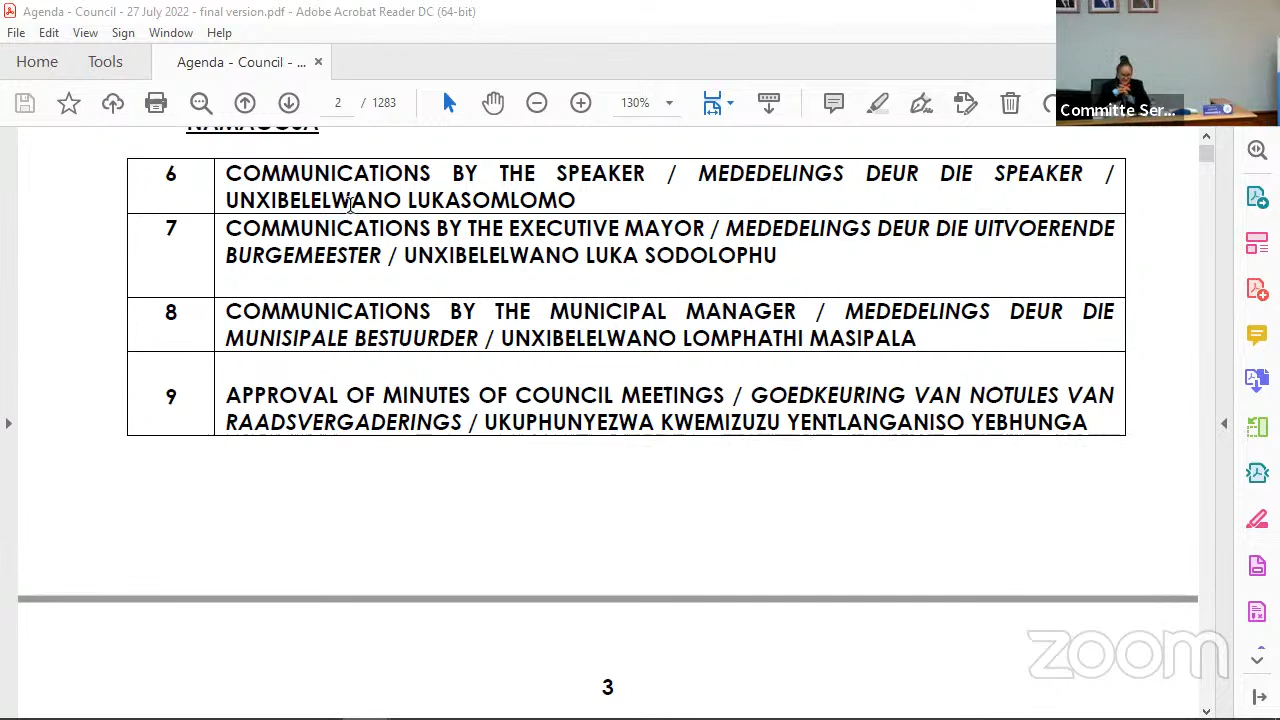 Agenda - Council - 27 July 2022 - final version.pdf - Adobe Acrobat Reader DC (64-bit)
File Edit View Sign Window Help
Home Tools Agenda - Council - ... ×
2 / 1283 130%
Committe Ser...
NAMAGOSA
6 COMMUNICATIONS BY THE SPEAKER / MEDEDELINGS DEUR DIE SPEAKER /
UNXIBELELWANO LUKASOMLOMO
7 COMMUNICATIONS BY THE EXECUTIVE MAYOR / MEDEDELINGS DEUR DIE UITVOERENDE
BURGEMEESTER / UNXIBELELWANO LUKA SODOLOPHU
8 COMMUNICATIONS BY THE MUNICIPAL MANAGER / MEDEDELINGS DEUR DIE
MUNISIPALE BESTUURDER / UNXIBELELWANO LOMPHATHI MASIPALA
9 APPROVAL OF MINUTES OF COUNCIL MEETINGS / GOEDKEURING VAN NOTULES VAN
RAADSVERGADERINGS / UKUPHUNYEZWA KWEMIZUZU YENTLANGANISO YEBHUNGA
zoom
3